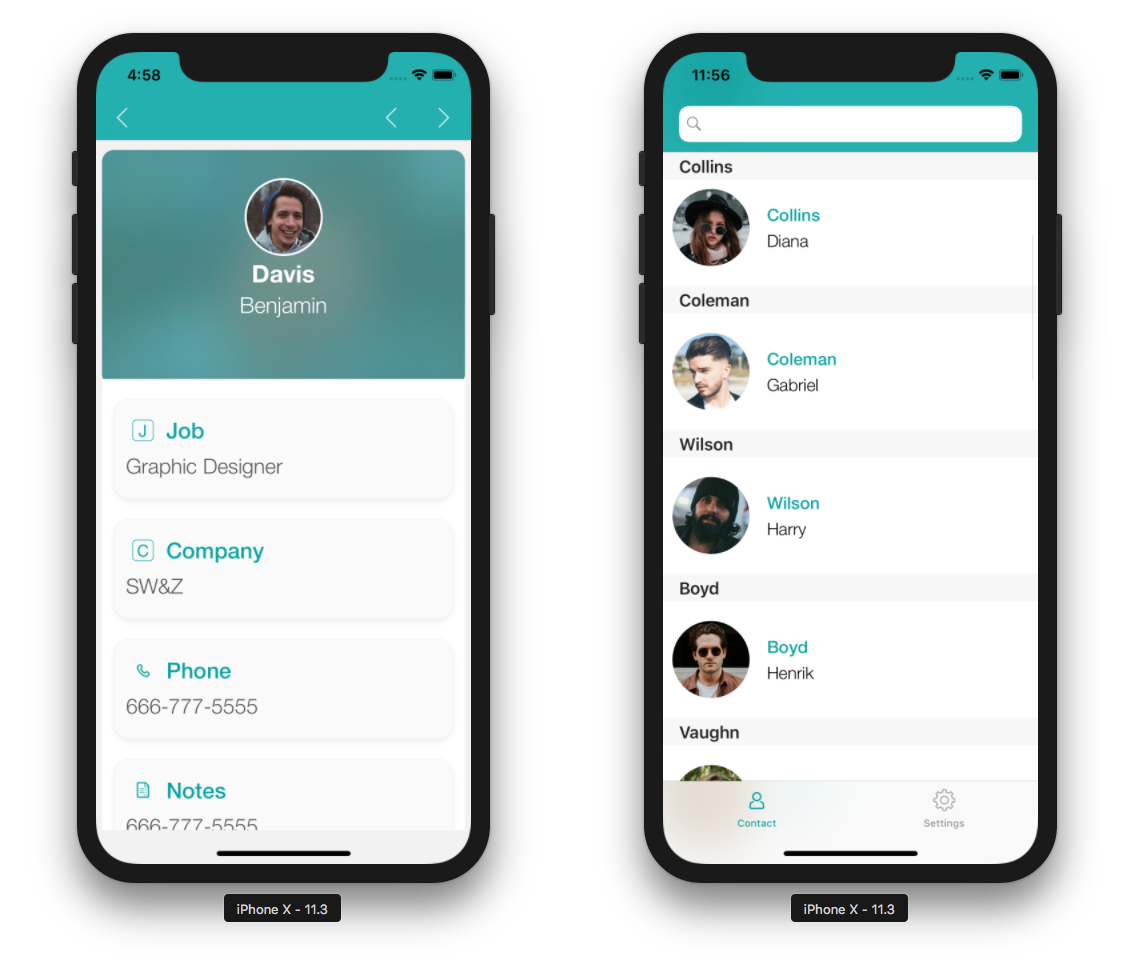 4:58
Davis
Benjamin
J Job
Graphic Designer
C Company
SW&Z
Phone
666-777-5555
Notes
666-777-5555
iPhone X - 11.3
11:56
Collins
Collins
Diana
Coleman
Coleman
Gabriel
Wilson
Wilson
Harry
Boyd
Boyd
Henrik
Vaughn
Contact
Settings
iPhone X - 11.3